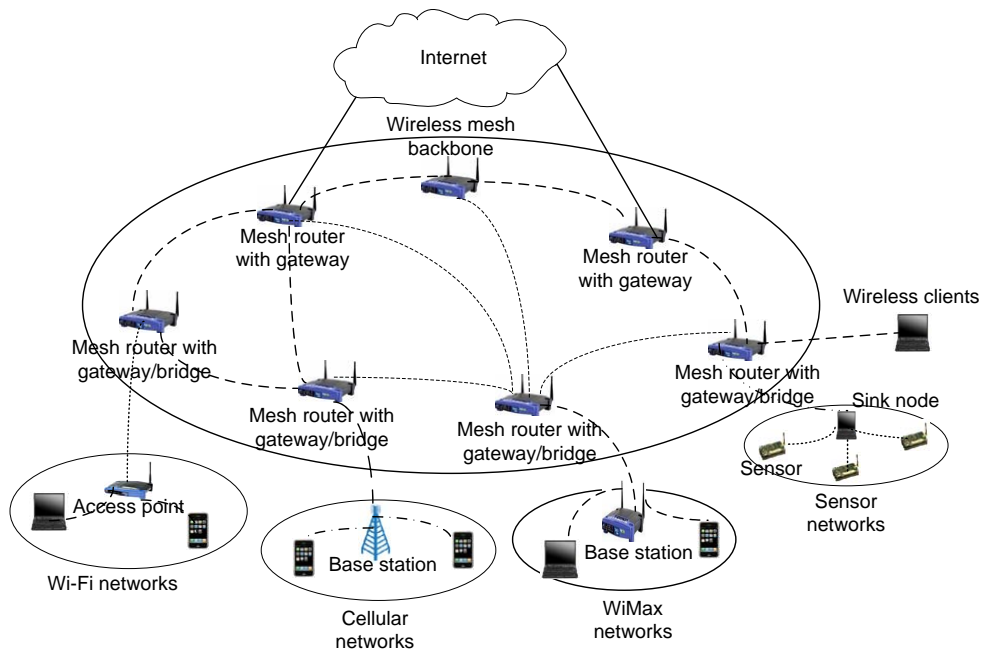 Internet
Wireless mesh
backbone
Mesh router
with gateway
Mesh router
with gateway
Wireless clients
Mesh router with
gateway/bridge
Mesh router with
gateway/bridge
Mesh router with
gateway/bridge
Mesh router with
gateway/bridge
Sink node
Sensor
Sensor
networks
Access point
Wi-Fi networks
Base station
Cellular
networks
Base station
WiMax
networks